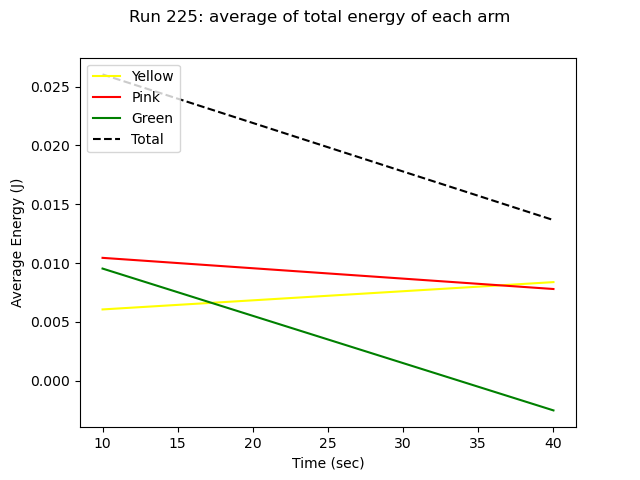 Run 225: average of total energy of each arm
Yellow
Pink
Green
Total
0.025
0.020
0.015
0.010
0.005
0.000
Average Energy (J)
10 15 20 25 30 35 40
Time (sec)